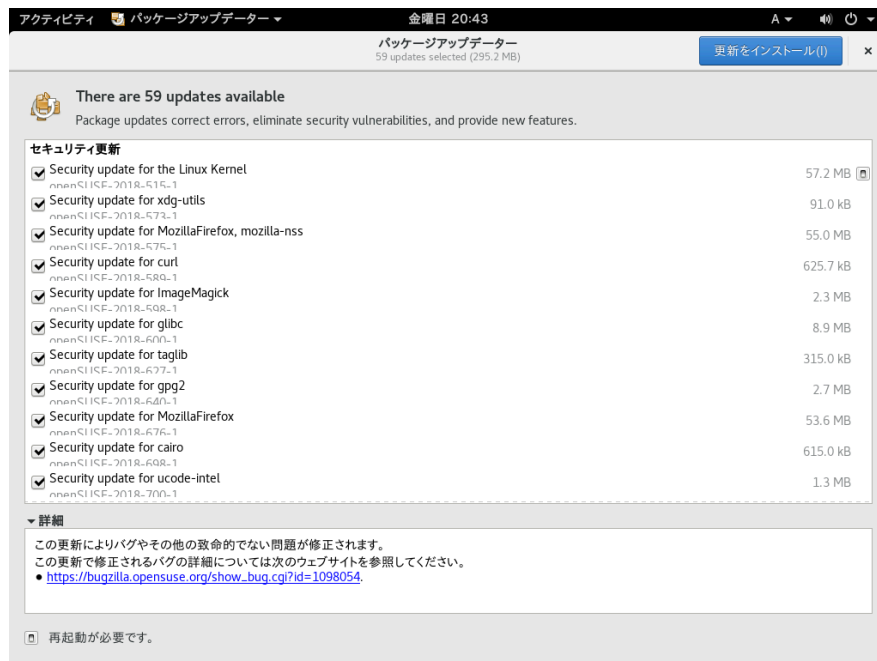 アクティビティ パッケージアップデーター 金曜日 20:43 A
パッケージアップデーター
59 updates selected (295.2 MB)
更新をインストール(I) ×
There are 59 updates available
Package updates correct errors, eliminate security vulnerabilities, and provide new features.
セキュリティ更新
Security update for the Linux Kernel 57.2 MB
openSUSE-2018-515-1
Security update for xdg-utils 91.0 kB
openSUSE-2018-573-1
Security update for MozillaFirefox, mozilla-nss 55.0 MB
openSUSE-2018-575-1
Security update for curl 625.7 kB
openSUSE-2018-589-1
Security update for ImageMagick 2.3 MB
openSUSE-2018-598-1
Security update for glibc 8.9 MB
openSUSE-2018-600-1
Security update for taglib 315.0 kB
openSUSE-2018-627-1
Security update for gpg2 2.7 MB
openSUSE-2018-640-1
Security update for MozillaFirefox 53.6 MB
openSUSE-2018-676-1
Security update for cairo 615.0 kB
openSUSE-2018-698-1
Security update for ucode-intel 1.3 MB
openSUSE-2018-700-1
詳細
この更新によりバグやその他の致命的でない問題が修正されます。
この更新で修正されるバグの詳細については次のウェブサイトを参照してください。
● https://bugzilla.opensuse.org/show_bug.cgi?id=1098054.
再起動が必要です。